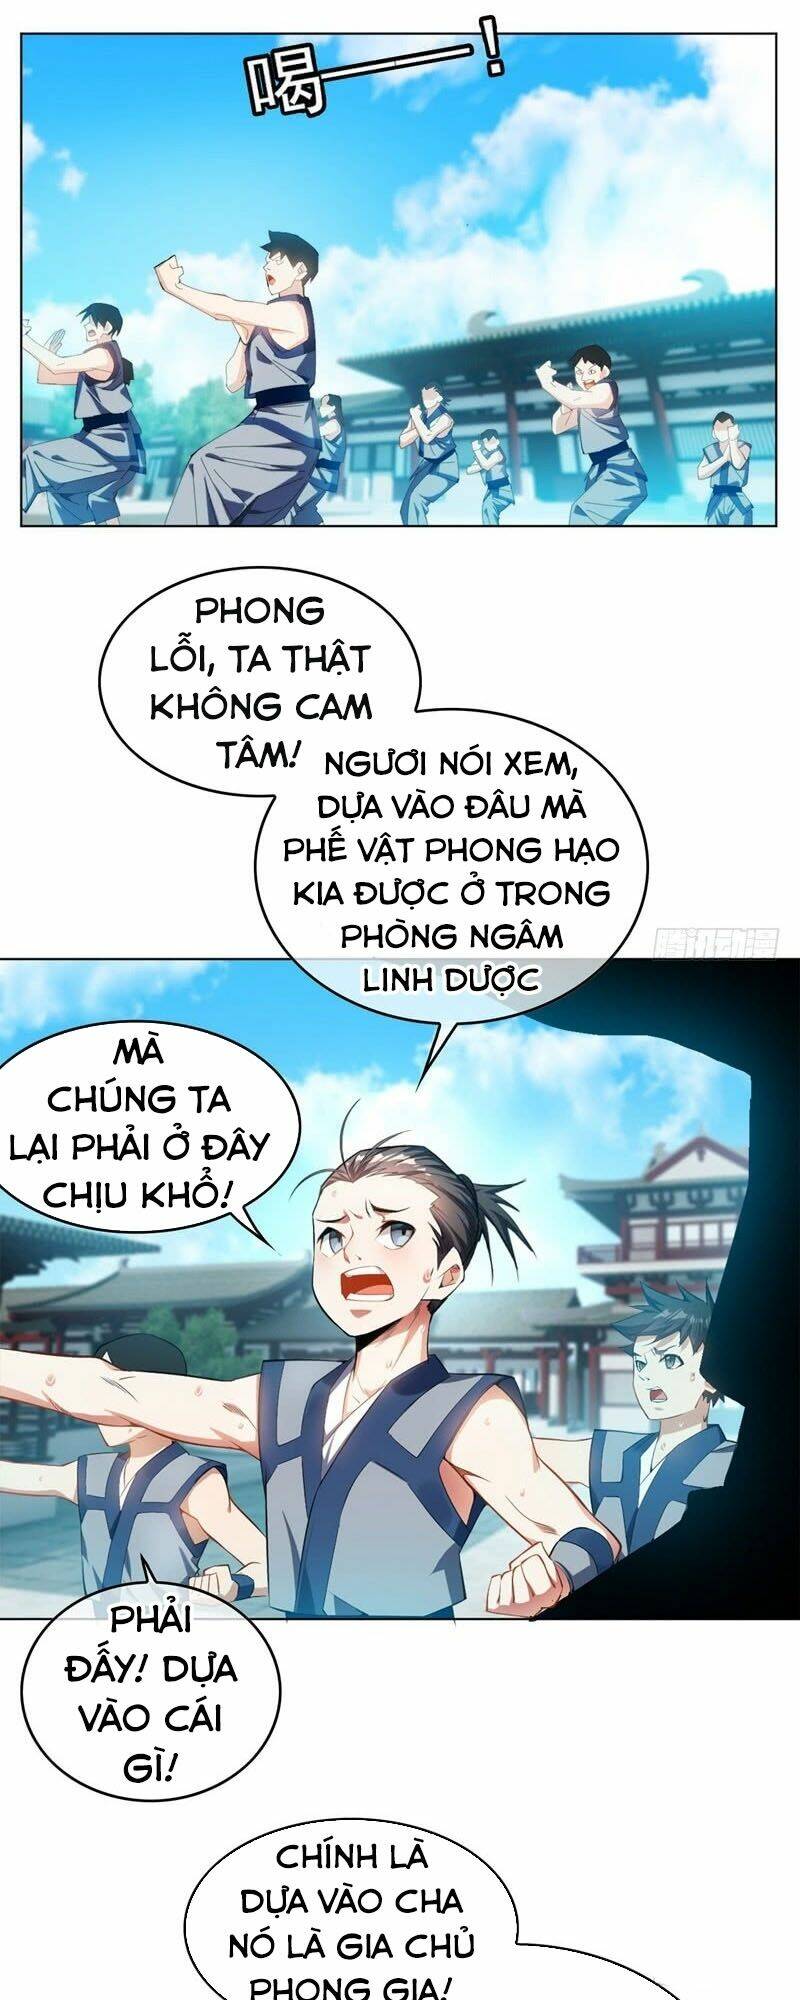 喝——！
PHONG
LỖI, TA THẬT
KHÔNG CAM
TÂM!
NGƯƠI NÓI XEM,
DỰA VÀO ĐÂU MÀ
PHẾ VẬT PHONG HẠO
KIA ĐƯỢC Ở TRONG
PHÒNG NGÂM
LINH DƯỢC
MÀ
CHÚNG TA
LẠI PHẢI Ở ĐÂY
CHỊU KHỔ!
PHẢI
ĐẤY! DỰA
VÀO CÁI
GÌ!
CHÍNH LÀ
DỰA VÀO CHA
NÓ LÀ GIA CHỦ
PHONG GIA!